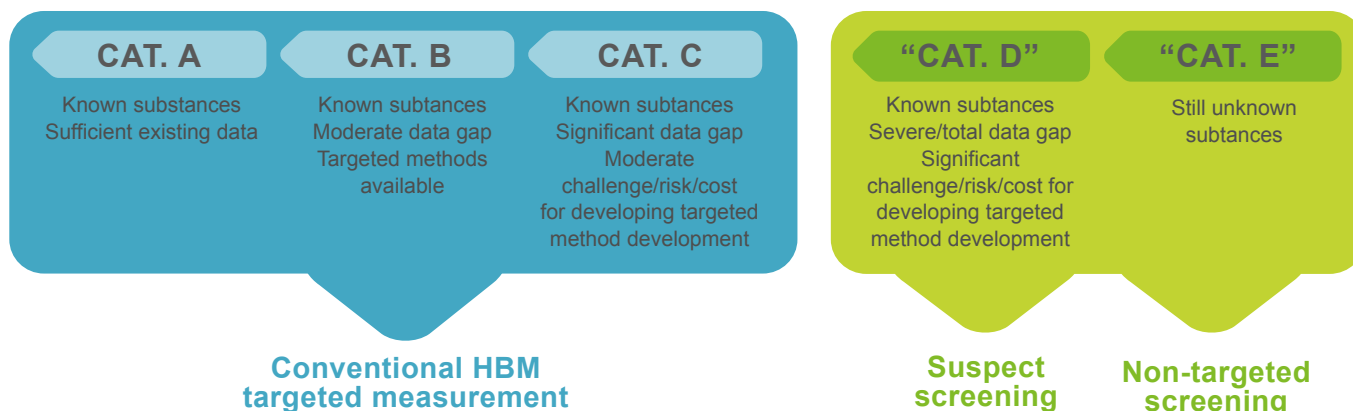 CAT. A
Known substances
Sufficient existing data
CAT. B
Known subtances
Moderate data gap
Targeted methods
available
CAT. C
Known subtances
Significant data gap
Moderate
challenge/risk/cost
for developing targeted
method development
“CAT. D”
Known subtances
Severe/total data gap
Significant
challenge/risk/cost for
developing targeted
method development
“CAT. E”
Still unknown
subtances
Conventional HBM
targeted measurement
Suspect
screening
Non-targeted
screening